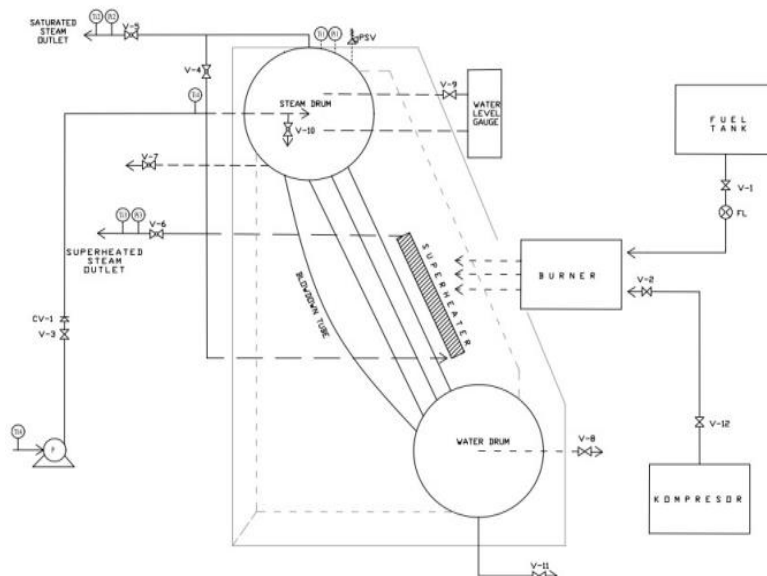 SATURATED
STEAM
OUTLET
V-5
PSV
V-4
V-9
WATER
LEVEL
GAUGE
STEAM DRUM
V-10
FUEL
TANK
V-1
FL
V-7
V-6
SUPERHEATED
STEAM
OUTLET
SUPERHEATER
BURNER
V-2
BLOWDOWN TUBE
CV-1
V-3
P
WATER DRUM
V-8
V-12
KOMPRESOR
V-11